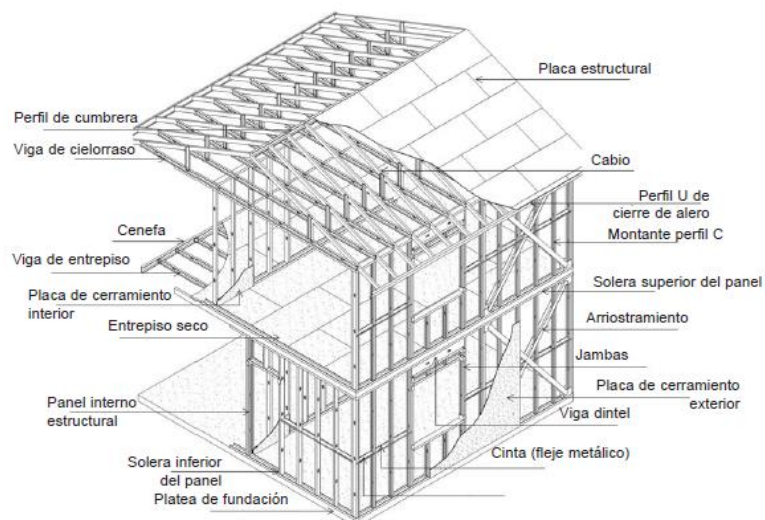 Placa estructural
Perfil de cumbrera
Viga de cielorraso
Cabio
Perfil U de
cierre de alero
Montante perfil C
Cenefa
Viga de entrepiso
Solera superior del panel
Placa de cerramiento
interior
Arriostramiento
Entrepiso seco
Jambas
Placa de cerramiento
exterior
Panel interno
estructural
Viga dintel
Cinta (fleje metálico)
Solera inferior
del panel
Platea de fundación